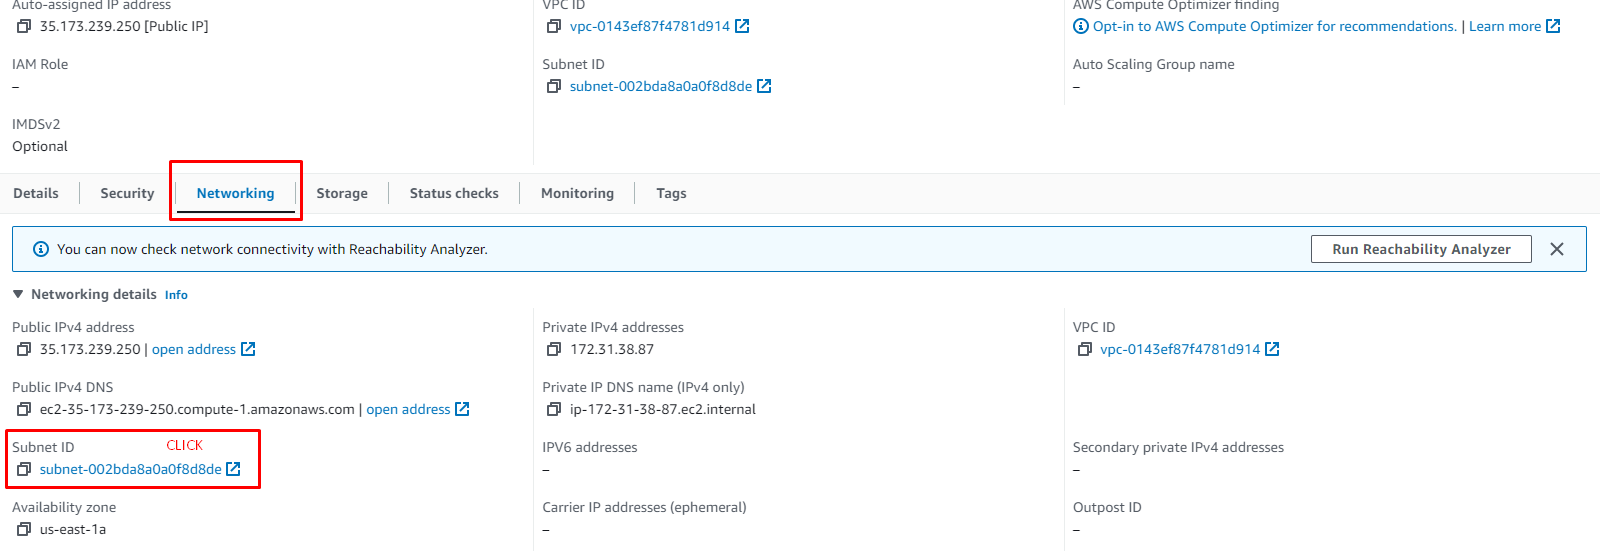 Auto-assigned IP address
VPC ID
AWS Compute Optimizer finding
35.173.239.250 [Public IP]
vpc-0143ef87f4781d914
Opt-in to AWS Compute Optimizer for recommendations. | Learn more
IAM Role
Subnet ID
Auto Scaling Group name
–
subnet-002bda8a0a0f8d8de
–
IMDSv2
Optional
Details
Security
Networking
Storage
Status checks
Monitoring
Tags
You can now check network connectivity with Reachability Analyzer.
Run Reachability Analyzer
Networking details Info
Public IPv4 address
Private IPv4 addresses
VPC ID
35.173.239.250 | open address
172.31.38.87
vpc-0143ef87f4781d914
Public IPv4 DNS
Private IP DNS name (IPv4 only)
ec2-35-173-239-250.compute-1.amazonaws.com | open address
ip-172-31-38-87.ec2.internal
Subnet ID
CLICK
IPV6 addresses
Secondary private IPv4 addresses
subnet-002bda8a0a0f8d8de
–
–
Availability zone
Carrier IP addresses (ephemeral)
Outpost ID
us-east-1a
–
–